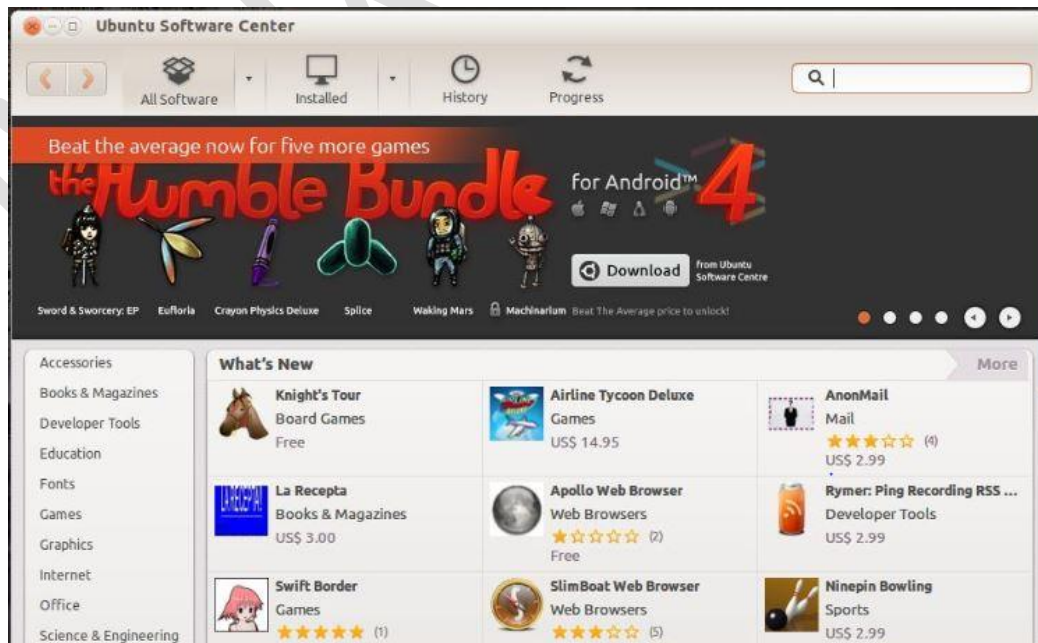 Ubuntu Software Center
All Software
Installed
History
Progress
Beat the average now for five more games
the Humble Bundle
for Android™ 4
Download
from Ubuntu
Software Centre
Sword & Sworcery: EP
Eufloria
Crayon Physics Deluxe
Splice
Waking Mars
Machinarium
Beat The Average price to unlock!
Accessories
Books & Magazines
Developer Tools
Education
Fonts
Games
Graphics
Internet
Office
Science & Engineering
What's New
More
Knight's Tour
Board Games
Free
Airline Tycoon Deluxe
Games
US$ 14.95
AnonMail
Mail
(4)
US$ 2.99
LA RECEPTA!
La Recepta
Books & Magazines
US$ 3.00
Apollo Web Browser
Web Browsers
(2)
Free
Rymer: Ping Recording RSS ...
Developer Tools
US$ 2.99
Swift Border
Games
(1)
SlimBoat Web Browser
Web Browsers
(5)
Ninepin Bowling
Sports
US$ 2.99